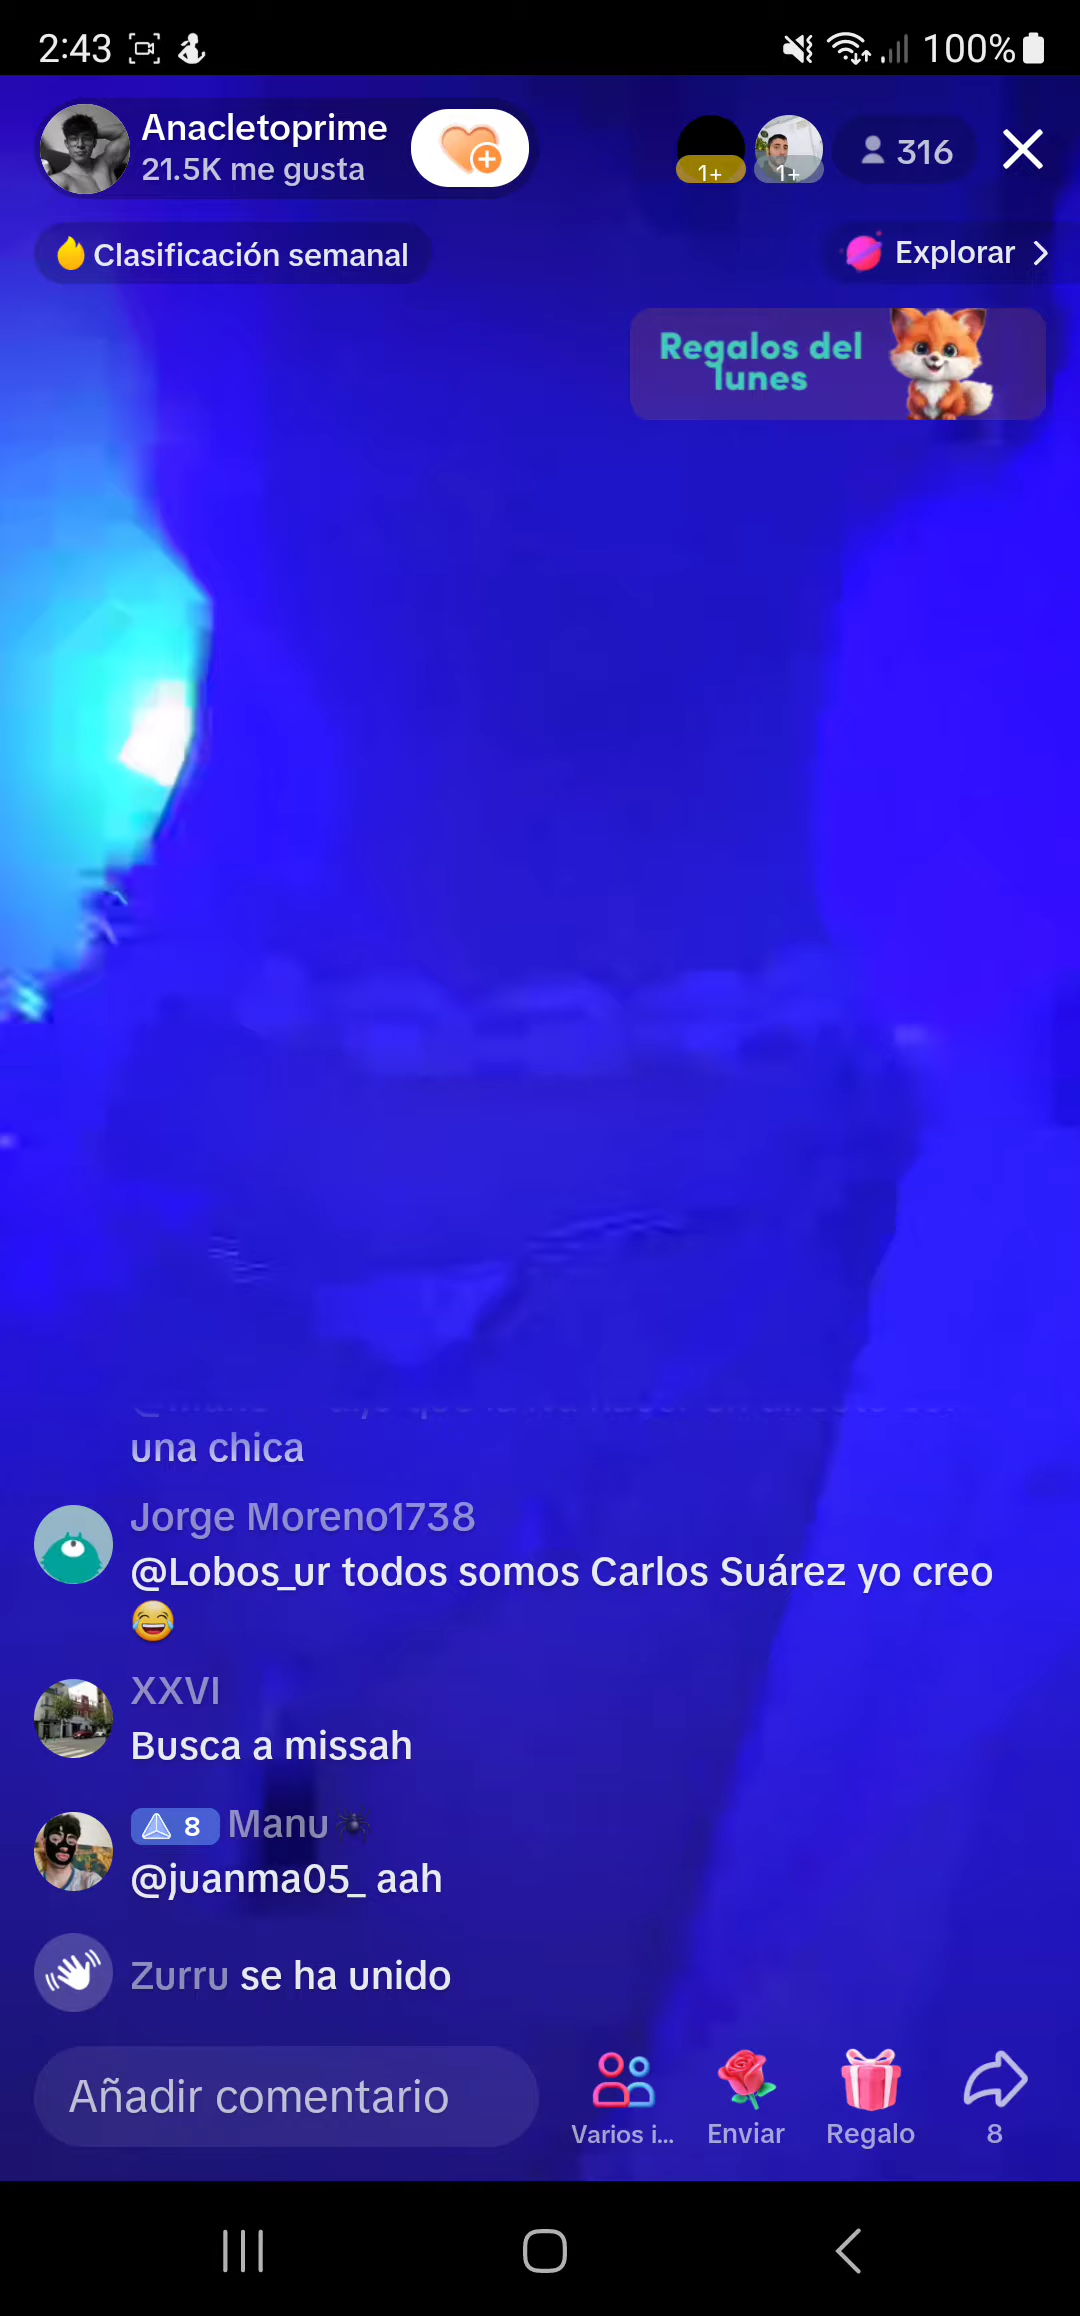 2:43
100%
Anacletoprime
21.5K me gusta
1+
1+
316
Clasificación semanal
Explorar
Regalos del
lunes
una chica
Jorge Moreno1738
@Lobos_ur todos somos Carlos Suárez yo creo
😂
XXVI
Busca a missah
8 Manu🕷️
@juanma05_ aah
Zurru se ha unido
Añadir comentario
Varios i...
Enviar
Regalo
8